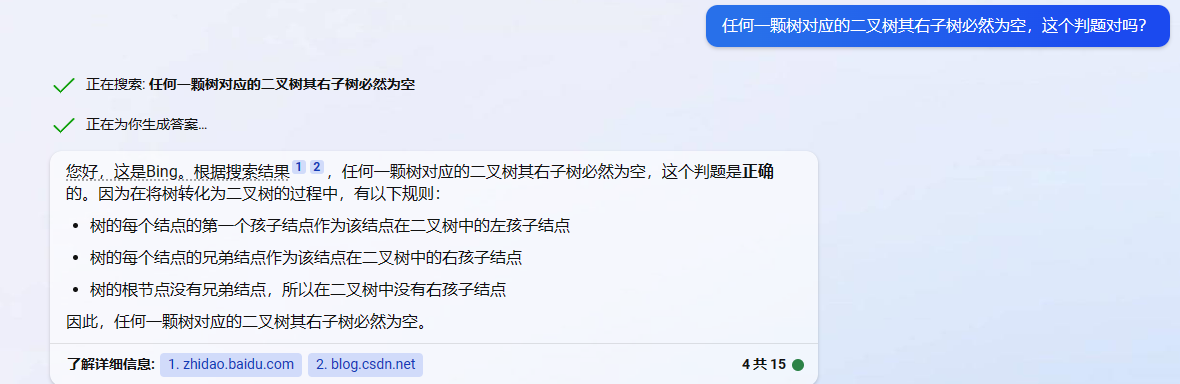 任何一颗树对应的二叉树其右子树必然为空，这个判题对吗？
正在搜索: 任何一颗树对应的二叉树其右子树必然为空
正在为你生成答案...
您好，这是Bing。根据搜索结果1 2，任何一颗树对应的二叉树其右子树必然为空，这个判题是正确
的。因为在将树转化为二叉树的过程中，有以下规则：
• 树的每个结点的第一个孩子结点作为该结点在二叉树中的左孩子结点
• 树的每个结点的兄弟结点作为该结点在二叉树中的右孩子结点
• 树的根节点没有兄弟结点，所以在二叉树中没有右孩子结点
因此，任何一颗树对应的二叉树其右子树必然为空。
了解详细信息: 1. zhidao.baidu.com 2. blog.csdn.net 4 共 15